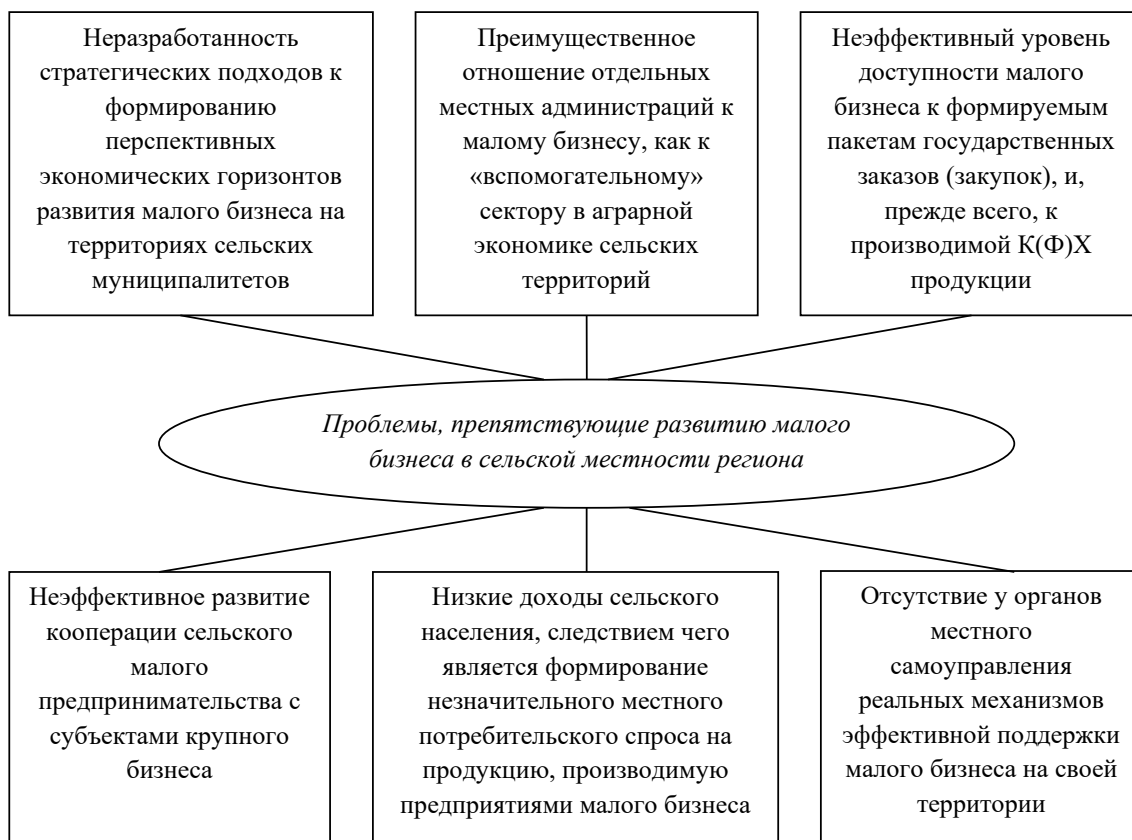 Неразработанность
стратегических подходов к
формированию
перспективных
экономических горизонтов
развития малого бизнеса на
территориях сельских
муниципалитетов
Преимущественное
отношение отдельных
местных администраций к
малому бизнесу, как к
«вспомогательному»
сектору в аграрной
экономике сельских
территорий
Неэффективный уровень
доступности малого
бизнеса к формируемым
пакетам государственных
заказов (закупок), и,
прежде всего, к
производимой К(Ф)Х
продукции
Проблемы, препятствующие развитию малого
бизнеса в сельской местности региона
Неэффективное развитие
кооперации сельского
малого
предпринимательства с
субъектами крупного
бизнеса
Низкие доходы сельского
населения, следствием чего
является формирование
незначительного местного
потребительского спроса на
продукцию, производимую
предприятиями малого бизнеса
Отсутствие у органов
местного
самоуправления
реальных механизмов
эффективной поддержки
малого бизнеса на своей
территории